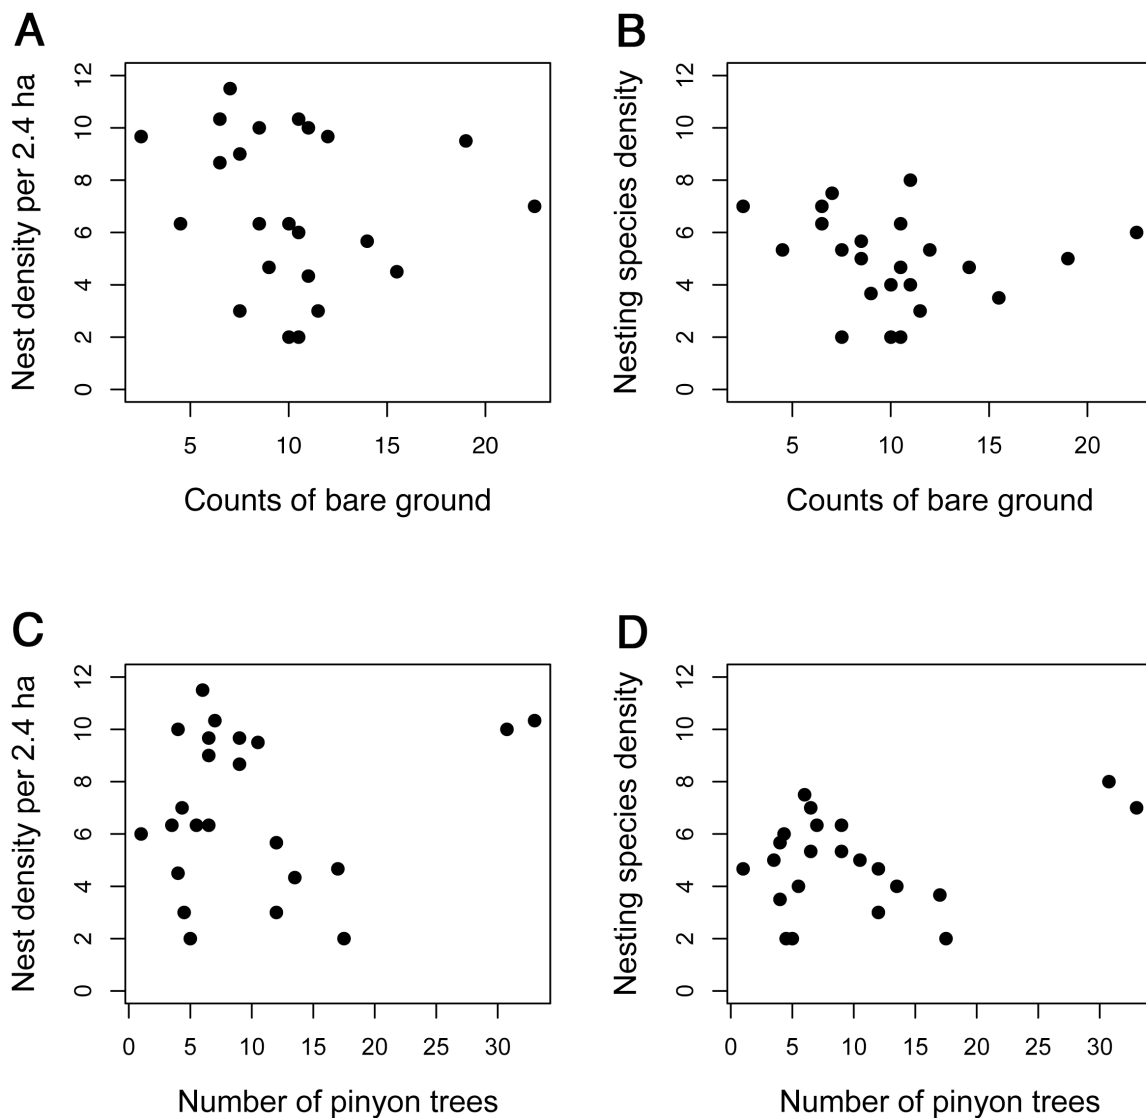 A
B
Nest density per 2.4 ha
12
10
8
6
4
2
0
5 10 15 20
Counts of bare ground
Nesting species density
12
10
8
6
4
2
0
5 10 15 20
Counts of bare ground
C
D
Nest density per 2.4 ha
12
10
8
6
4
2
0
0 5 10 15 20 25 30
Number of pinyon trees
Nesting species density
12
10
8
6
4
2
0
0 5 10 15 20 25 30
Number of pinyon trees